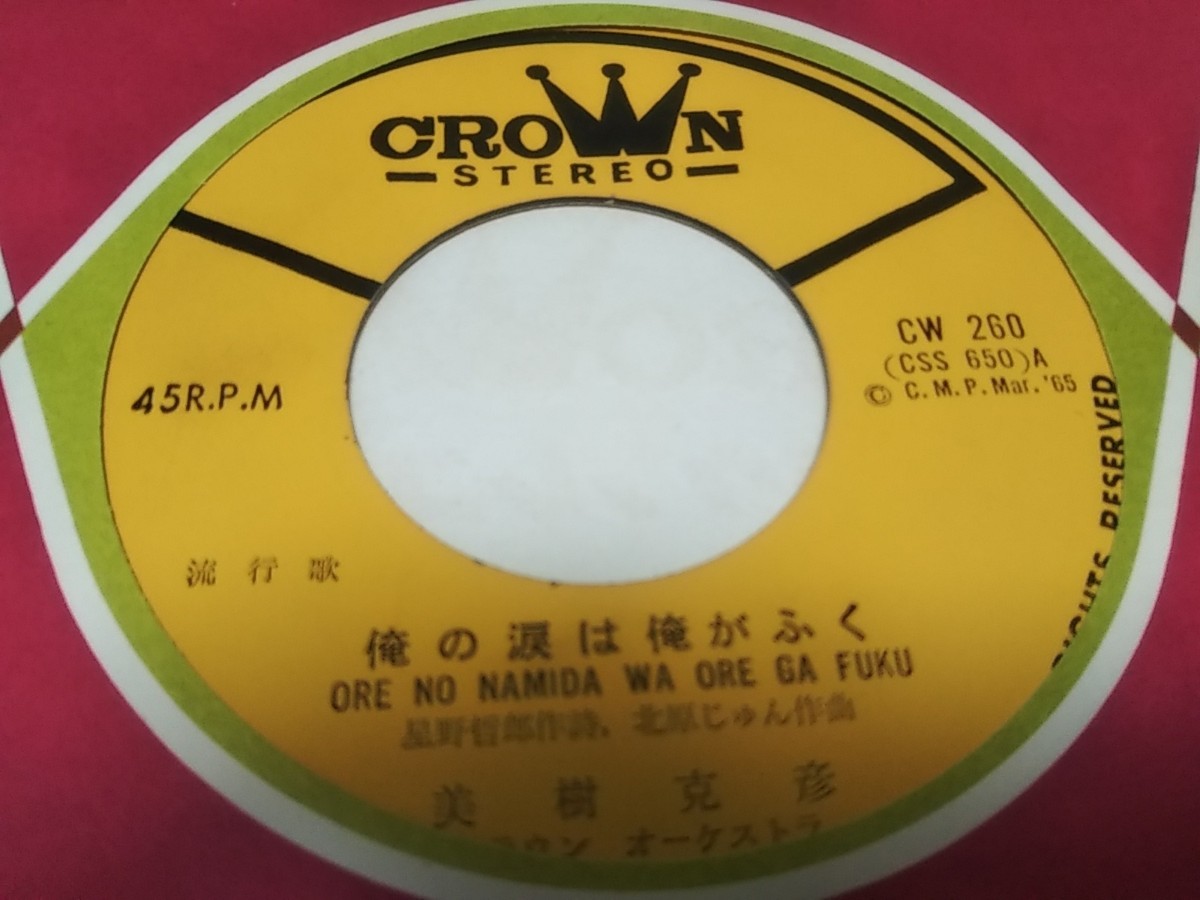 CROWN
STEREO
45R.P.M
CW 260
(CSS 650)A
© C.M.P.Mar.'65
RESERVED
流行歌
俺の涙は俺がふく
ORE NO NAMIDA WA ORE GA FUKU
星野哲郎作詩、北原じゅん作曲
美樹克彦
オーケストラ